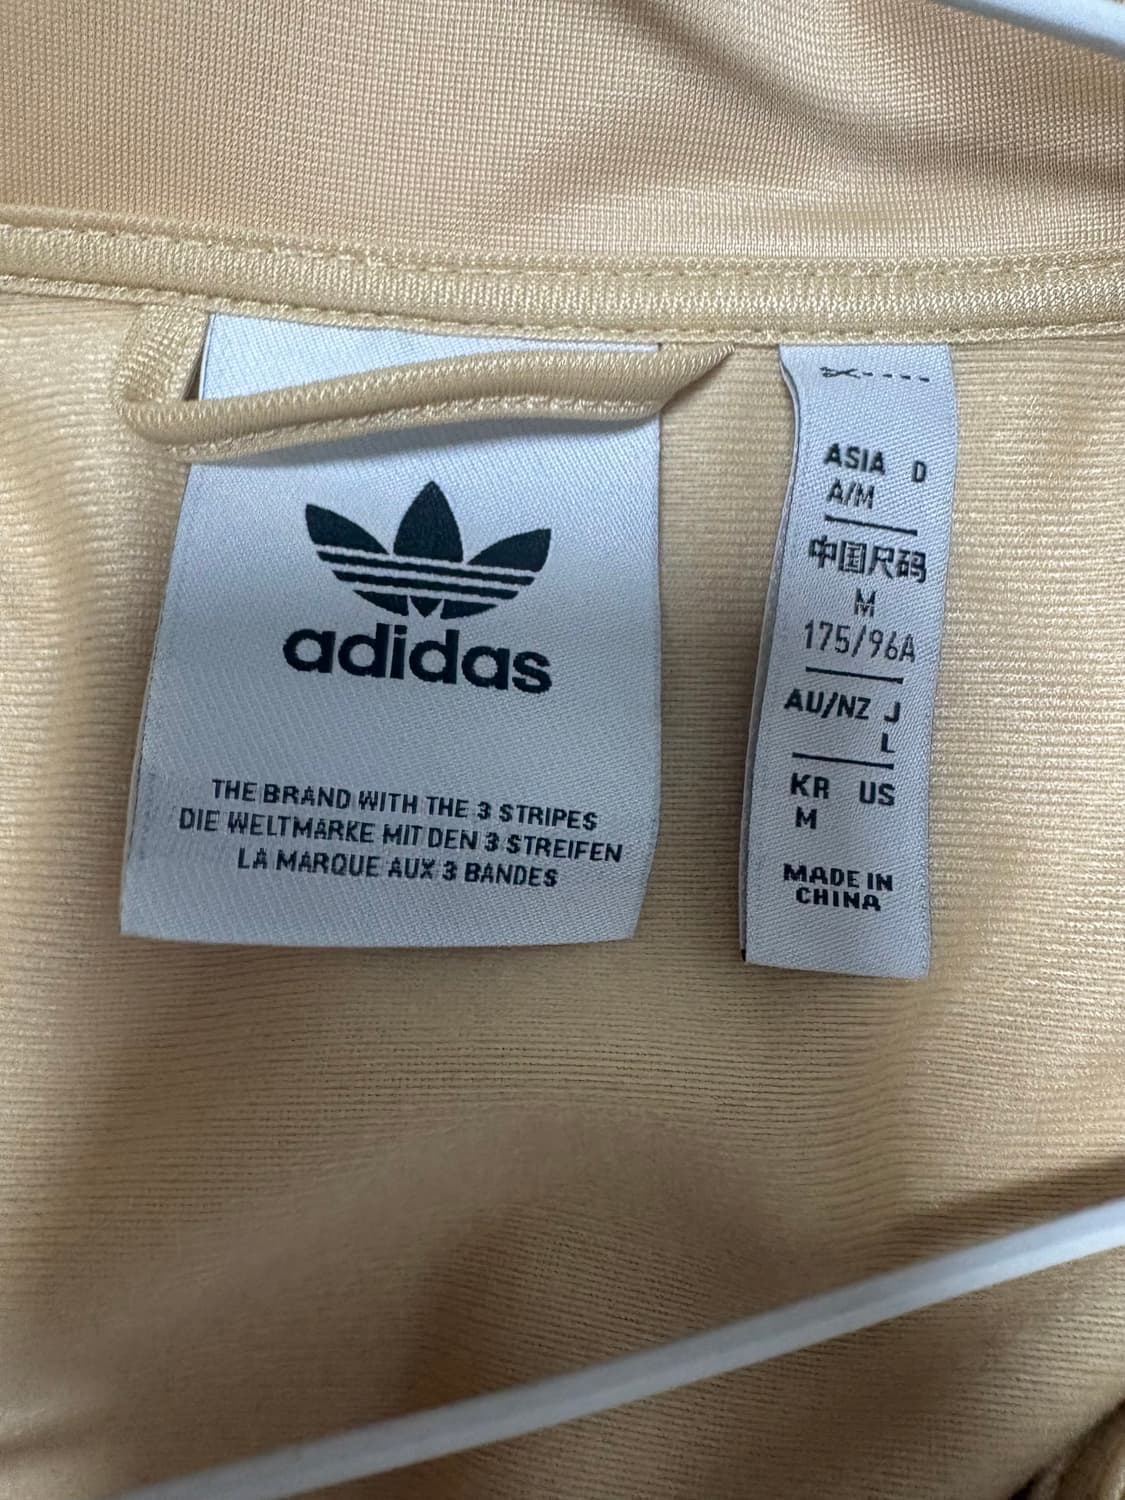 adidas
THE BRAND WITH THE 3 STRIPES
DIE WELTMARKE MIT DEN 3 STREIFEN
LA MARQUE AUX 3 BANDES
ASIA D
A/M
中国尺码
M
175/96A
AU/NZ J
L
KR US
M
MADE IN
CHINA